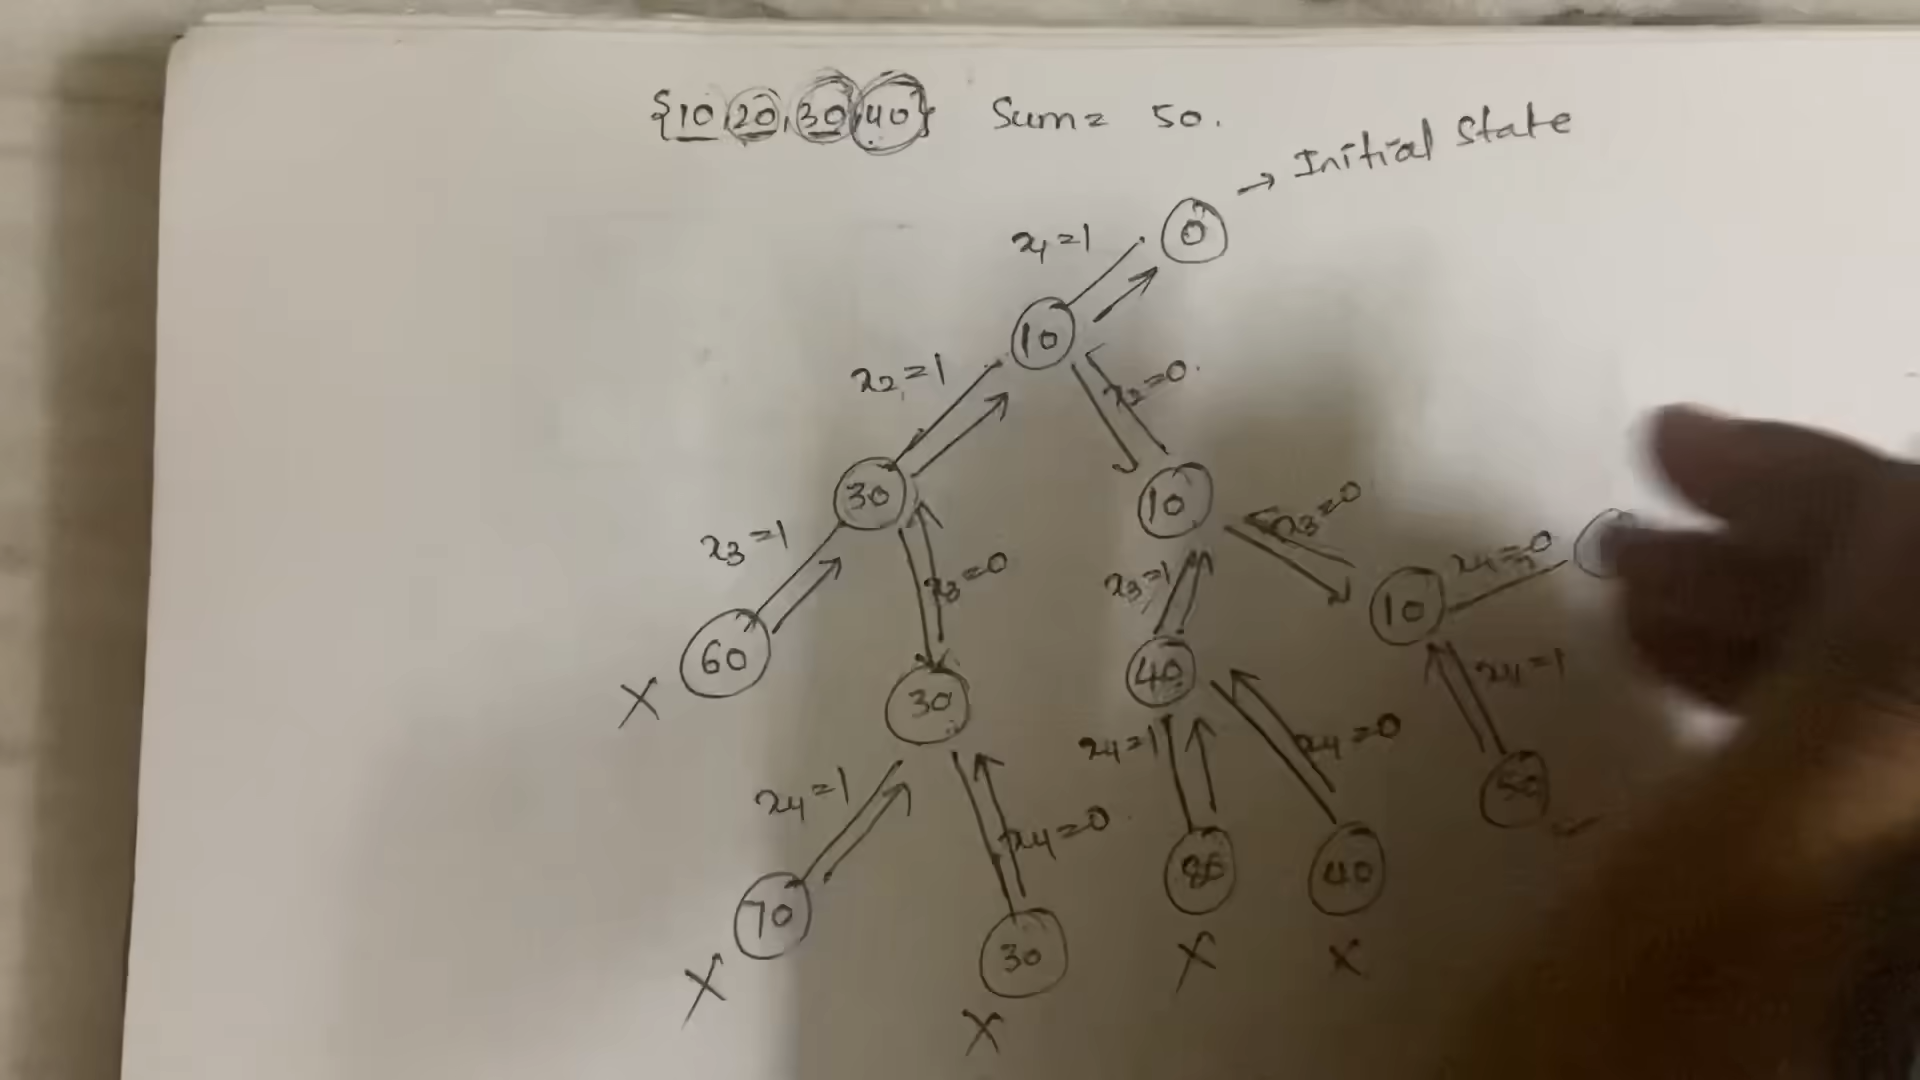 {10,20,30,40} Sum= 50.
→ Initial State
0
x1=1
10
x2=1
x2=0.
30
10
x3=1
x3=0
x3=1
x3=0
60
X
30
40
10
x4=0
x4=1
x4=0.
x4=1
x4=0
x4=1
50
70
X
30
X
80
X
40
X